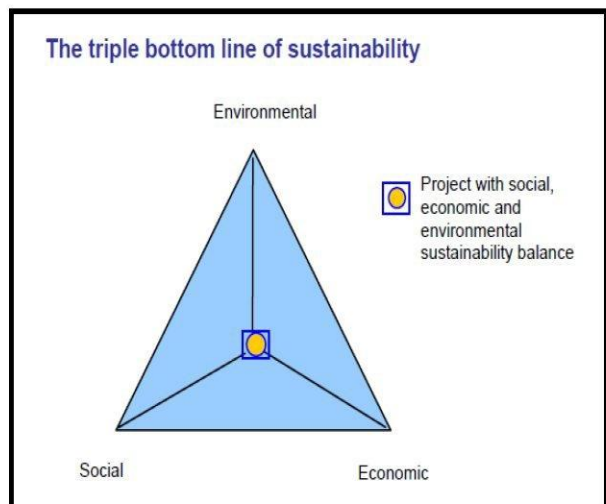 The triple bottom line of sustainability
Environmental
Project with social,
economic and
environmental
sustainability balance
Social
Economic